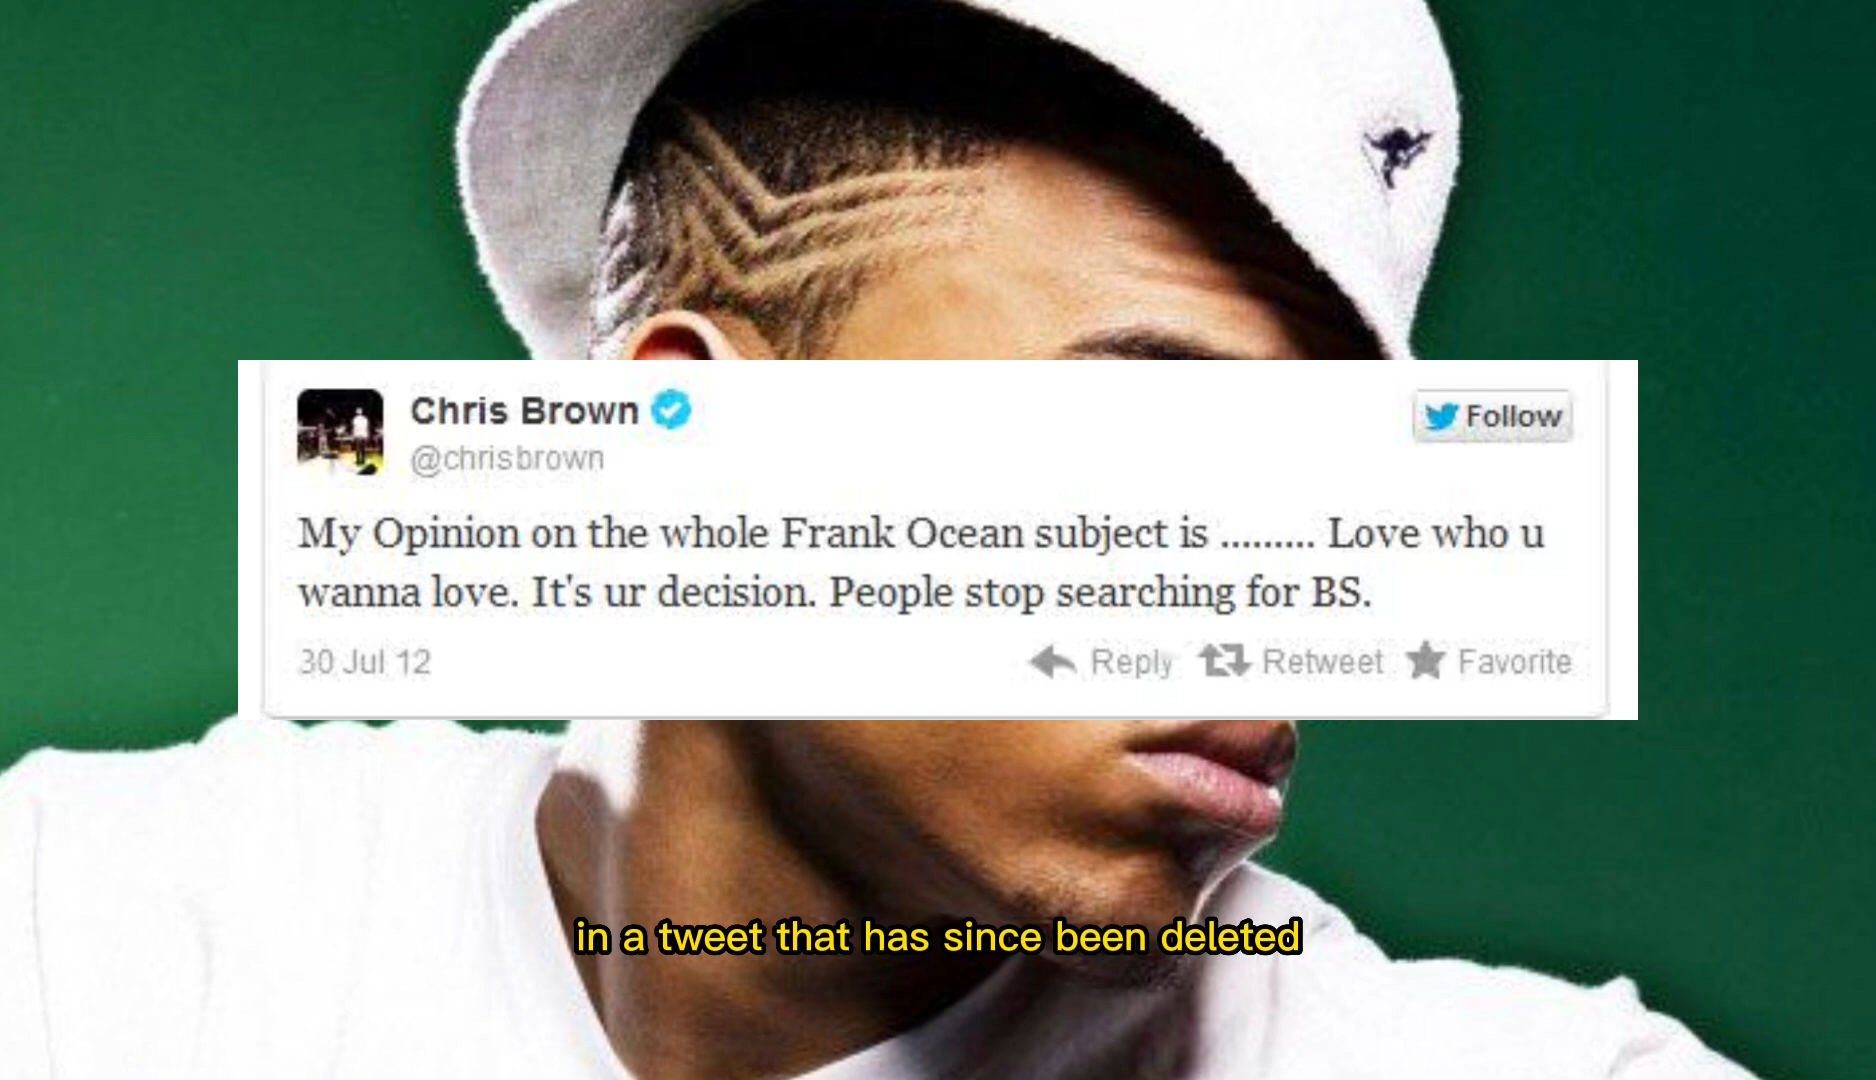 Chris Brown
@chrisbrown
Follow
My Opinion on the whole Frank Ocean subject is ......... Love who u
wanna love. It's ur decision. People stop searching for BS.
30 Jul 12
Reply Retweet Favorite
in a tweet that has since been deleted